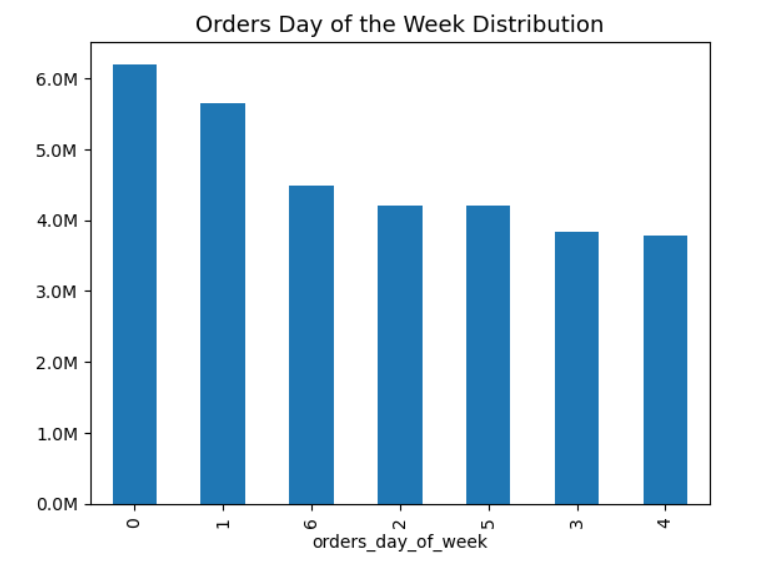 Orders Day of the Week Distribution
6.0M
5.0M
4.0M
3.0M
2.0M
1.0M
0.0M
0 1 6 2 5 3 4
orders_day_of_week